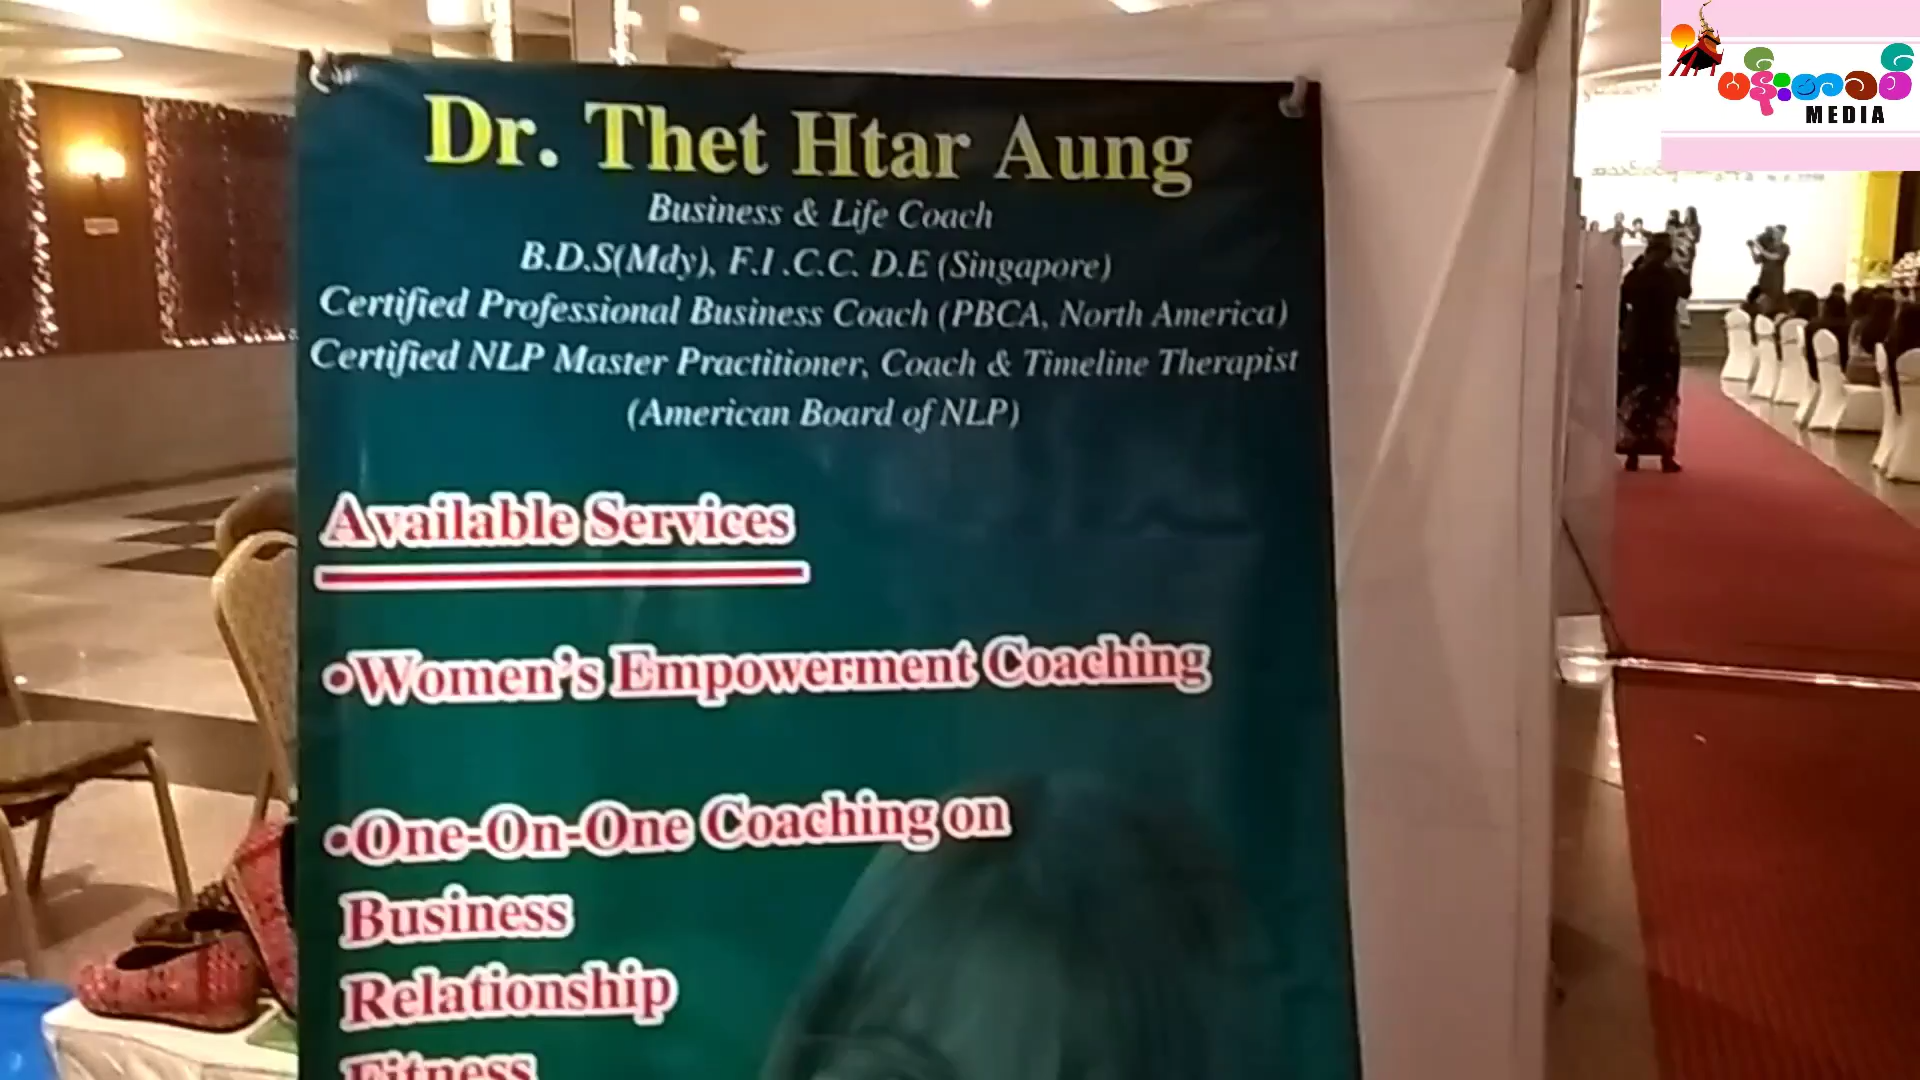 Dr. Thet Htar Aung
Business & Life Coach
B.D.S(Mdy), F.I .C.C. D.E (Singapore)
Certified Professional Business Coach (PBCA, North America)
Certified NLP Master Practitioner, Coach & Timeline Therapist
(American Board of NLP)
Available Services
•Women's Empowerment Coaching
•One-On-One Coaching on
Business
Relationship
Fitness
MEDIA